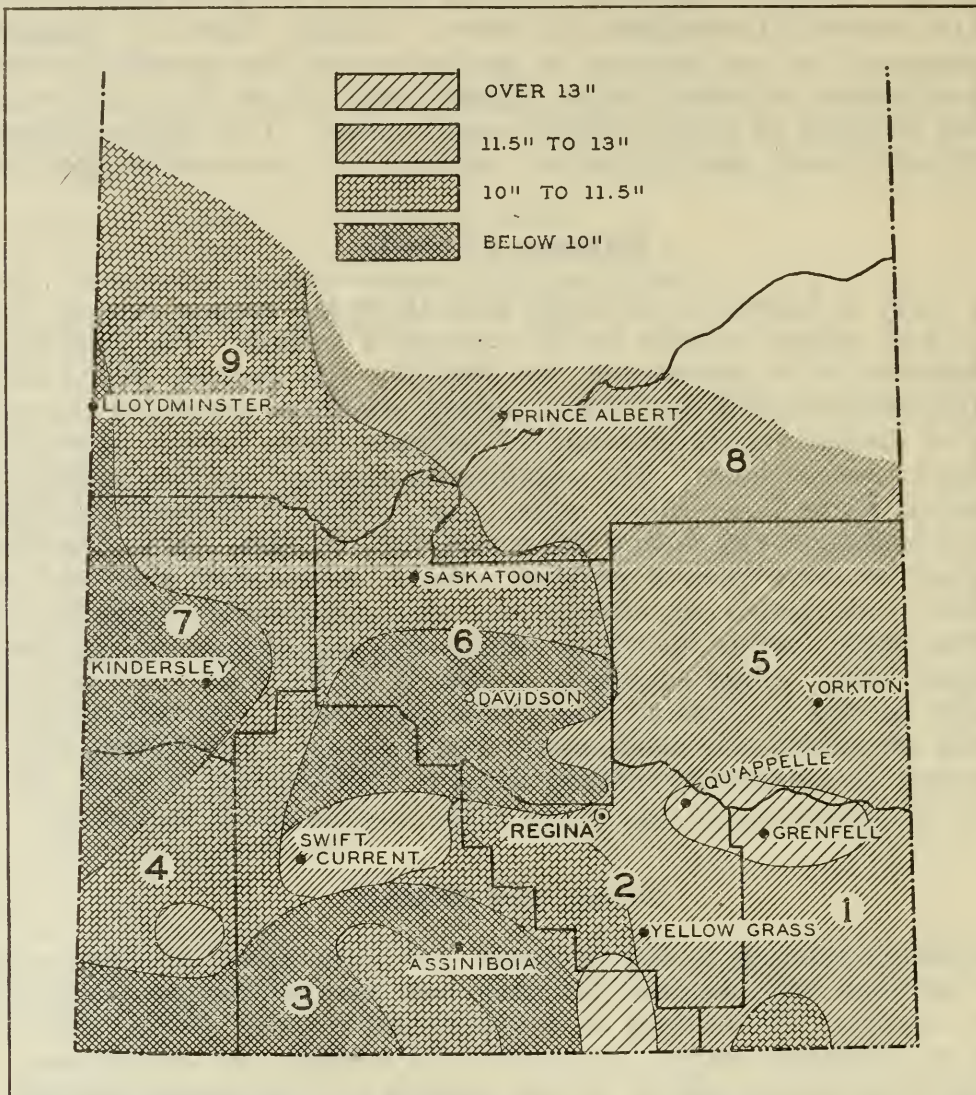 OVER 13"
11.5" TO 13"
10" TO 11.5"
BELOW 10"
9
LLOYDMINSTER
PRINCE ALBERT
8
SASKATOON
7
6
KINDERSLEY
DAVIDSON
5
YORKTON
QU'APPELLE
REGINA
GRENFELL
SWIFT
CURRENT
4
2
1
YELLOW GRASS
ASSINIBOIA
3